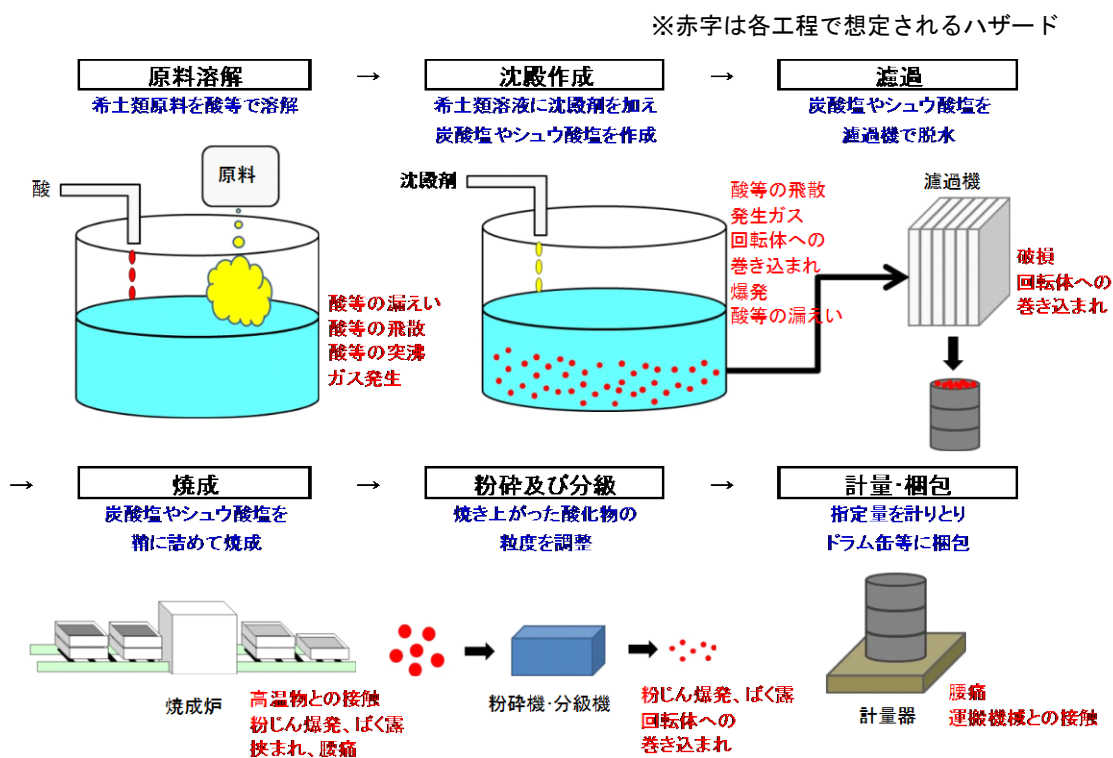 ※赤字は各工程で想定されるハザード
原料溶解 → 沈殿作成 → 濾過
希土類原料を酸等で溶解
希土類溶液に沈殿剤を加え
炭酸塩やシュウ酸塩を作成
炭酸塩やシュウ酸塩を
濾過機で脱水
酸
原料
酸等の漏えい
酸等の飛散
酸等の突沸
ガス発生
沈殿剤
酸等の飛散
発生ガス
回転体への
巻き込まれ
爆発
酸等の漏えい
濾過機
破損
回転体への
巻き込まれ
→ 焼成 → 粉砕及び分級 → 計量・梱包
炭酸塩やシュウ酸塩を
鞘に詰めて焼成
焼き上がった酸化物の
粒度を調整
指定量を計りとり
ドラム缶等に梱包
焼成炉
高温物との接触
粉じん爆発、ばく露
挟まれ、腰痛
粉砕機・分級機
粉じん爆発、ばく露
回転体への
巻き込まれ
計量器
腰痛
運搬機械との接触